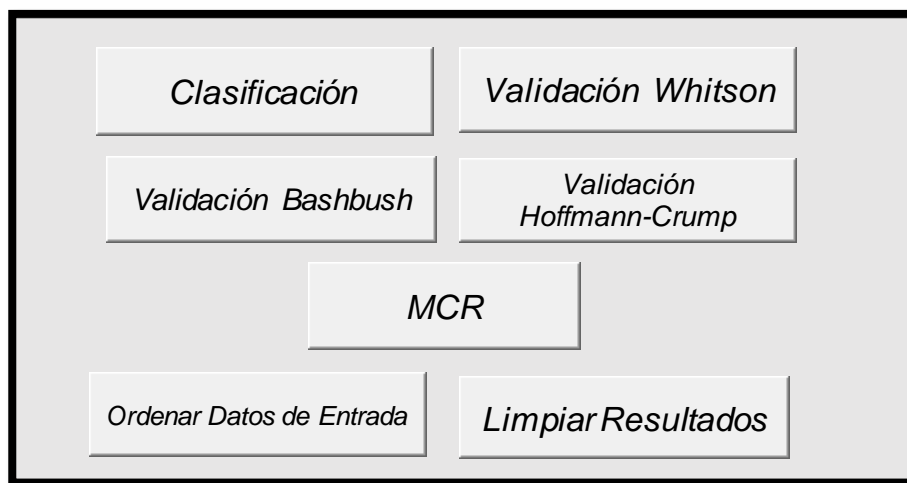 Clasificación
Validación Whitson
Validación Bashbush
Validación
Hoffmann-Crump
MCR
Ordenar Datos de Entrada
Limpiar Resultados